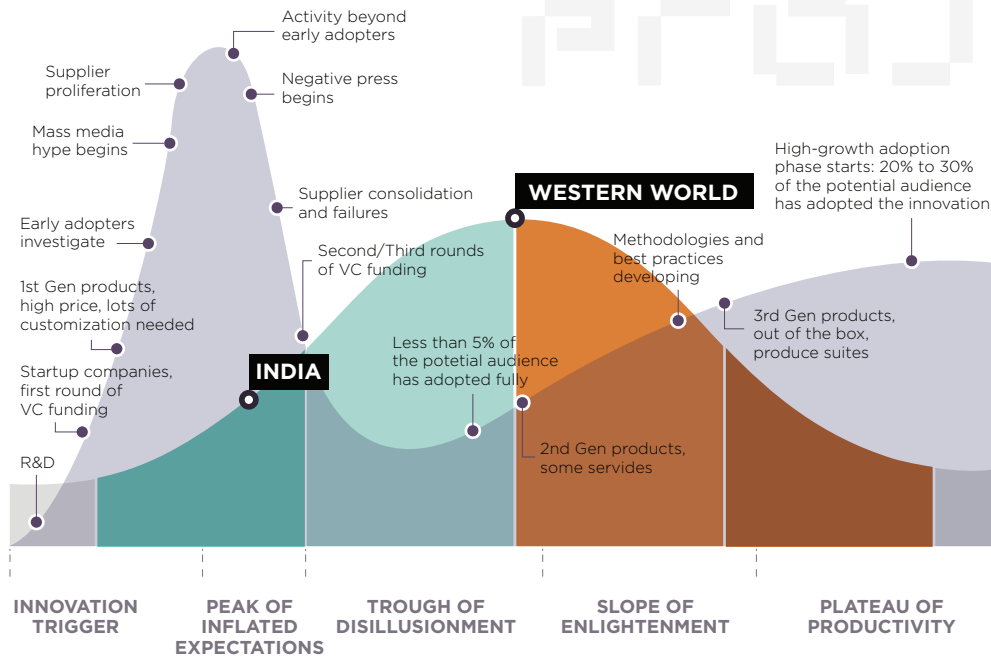 Activity beyond
early adopters
Supplier
proliferation
Negative press
begins
Mass media
hype begins
High-growth adoption
phase starts: 20% to 30%
of the potential audience
has adopted the innovation
WESTERN WORLD
Supplier consolidation
and failures
Early adopters
investigate
Second/Third rounds
of VC funding
Methodologies and
best practices
developing
1st Gen products,
high price, lots of
customization needed
3rd Gen products,
out of the box,
produce suites
Less than 5% of
the potetial audience
has adopted fully
INDIA
Startup companies,
first round of
VC funding
2nd Gen products,
some servides
R&D
INNOVATION
TRIGGER
PEAK OF
INFLATED
EXPECTATIONS
TROUGH OF
DISILLUSIONMENT
SLOPE OF
ENLIGHTENMENT
PLATEAU OF
PRODUCTIVITY